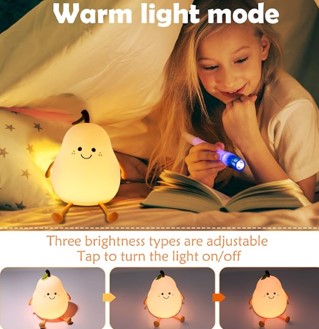 Warm light mode
Three brightness types are adjustable
Tap to turn the light on/off